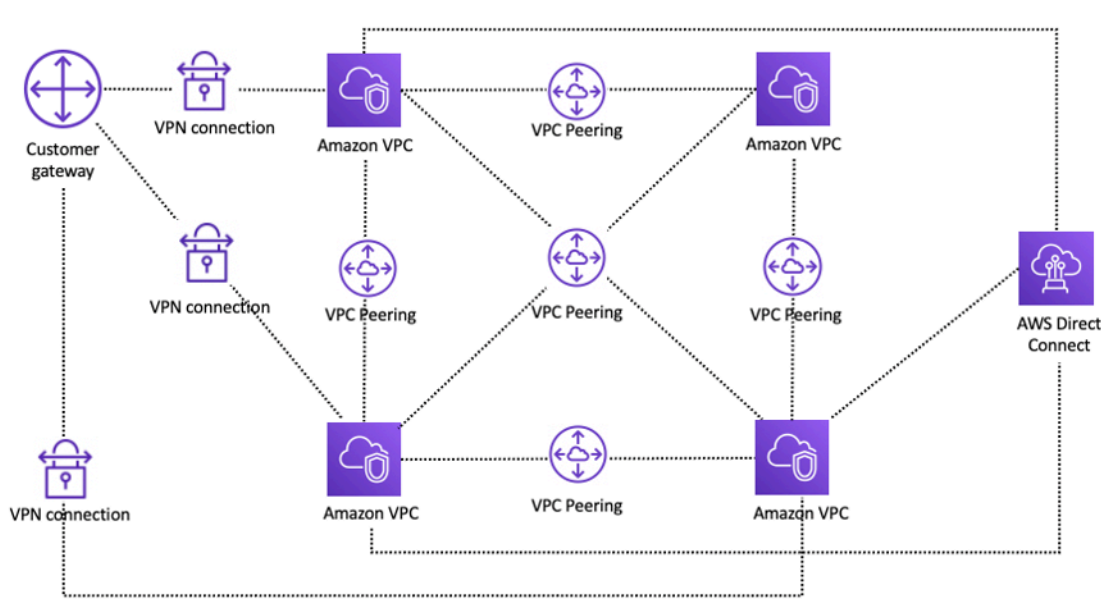 VPN connection
VPC Peering
Amazon VPC
Amazon VPC
Customer
gateway
VPN connection
VPC Peering
VPC Peering
VPC Peering
AWS Direct
Connect
VPC Peering
Amazon VPC
Amazon VPC
VPN connection